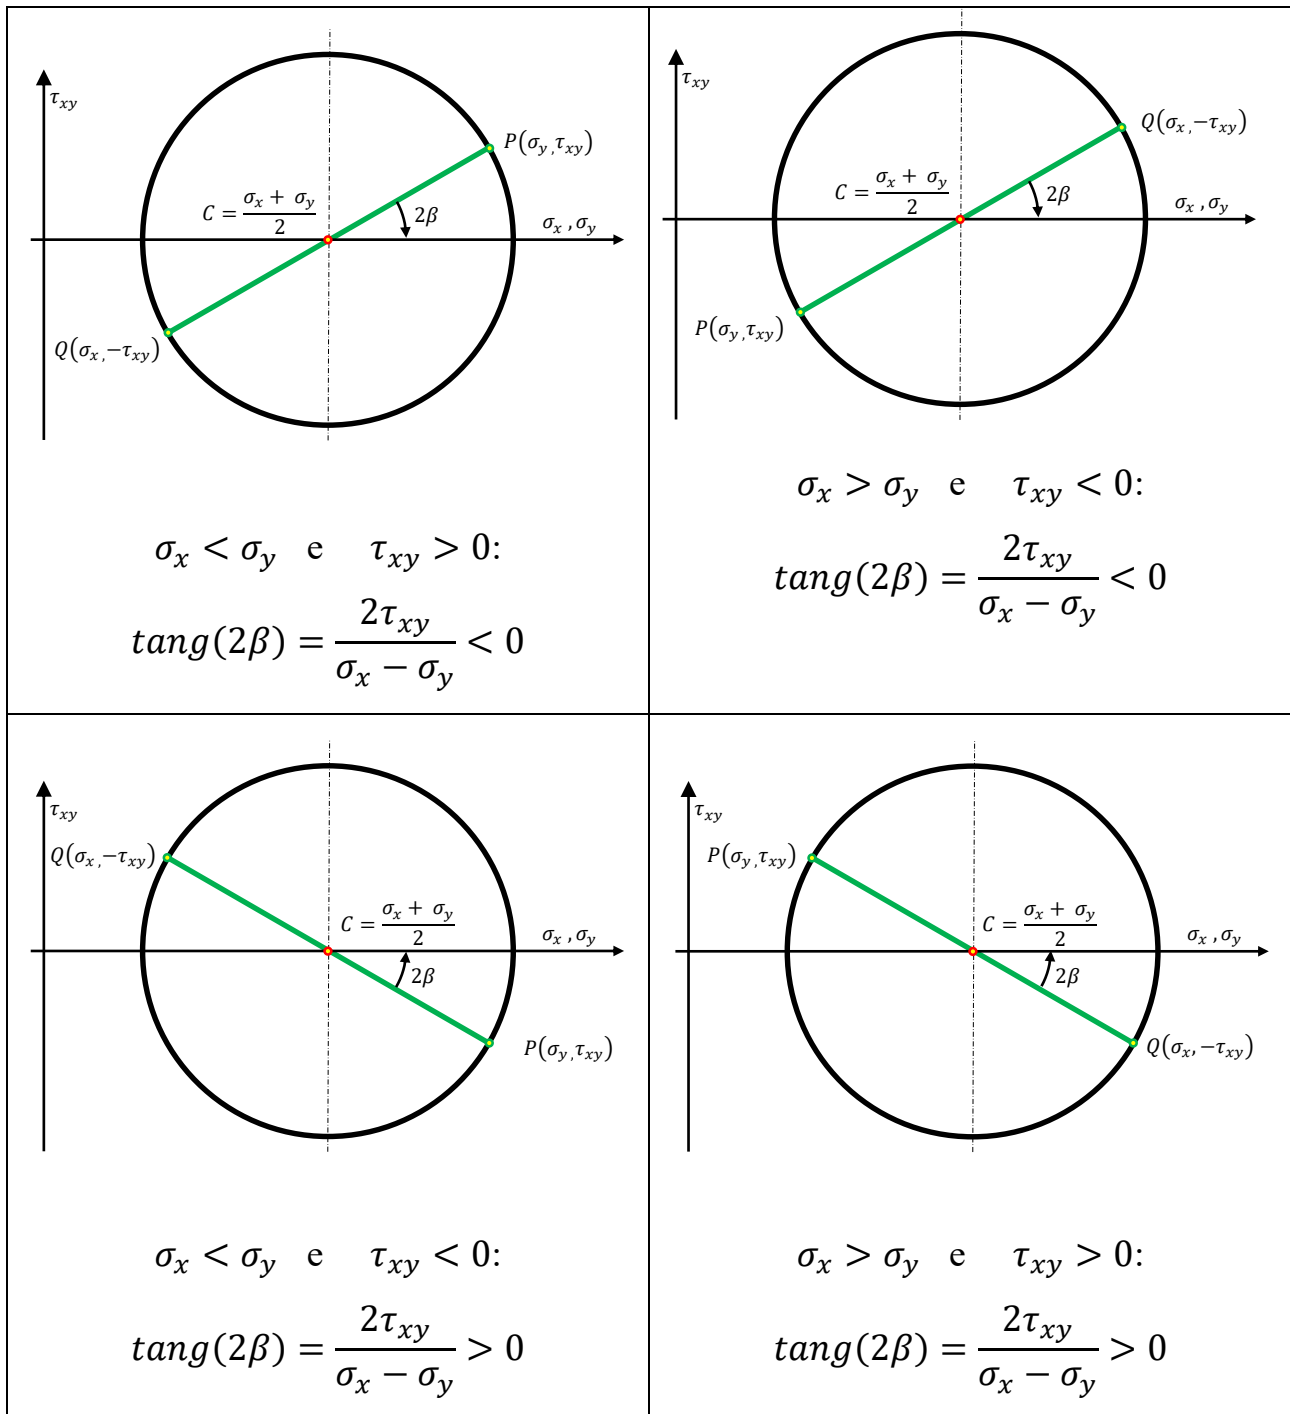 τxy
P(σy,τxy)
C = (σx + σy)/2
2β
σx ,σy
Q(σx,−τxy)
σx < σy e τxy > 0:
tang(2β) = 2τxy/(σx − σy) < 0
τxy
Q(σx,−τxy)
C = (σx + σy)/2
2β
σx ,σy
P(σy,τxy)
σx > σy e τxy < 0:
tang(2β) = 2τxy/(σx − σy) < 0
τxy
Q(σx,−τxy)
C = (σx + σy)/2
σx ,σy
2β
P(σy,τxy)
σx < σy e τxy < 0:
tang(2β) = 2τxy/(σx − σy) > 0
τxy
P(σy,τxy)
C = (σx + σy)/2
σx ,σy
2β
Q(σx,−τxy)
σx > σy e τxy > 0:
tang(2β) = 2τxy/(σx − σy) > 0